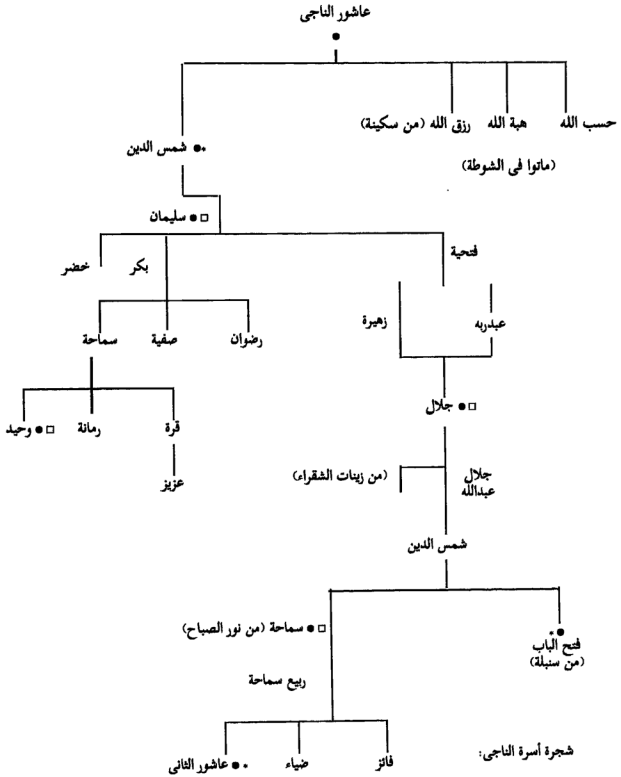 عاشور الناجى
حسب الله
هبة الله
رزق الله (من سكينة)
(ماتوا فى الشوطة)
شمس الدين
سليمان
فتحية
بكر
خضر
عبدربه
زهيرة
رضوان
صفية
سماحة
جلال
قرة
رمانة
وحيد
جلال
عبدالله
(من زينات الشقراء)
عزيز
شمس الدين
سماحة (من نور الصباح)
فتح الباب
(من سنبلة)
ربيع سماحة
فائز
ضياء
عاشور الثانى
شجرة أسرة الناجى: